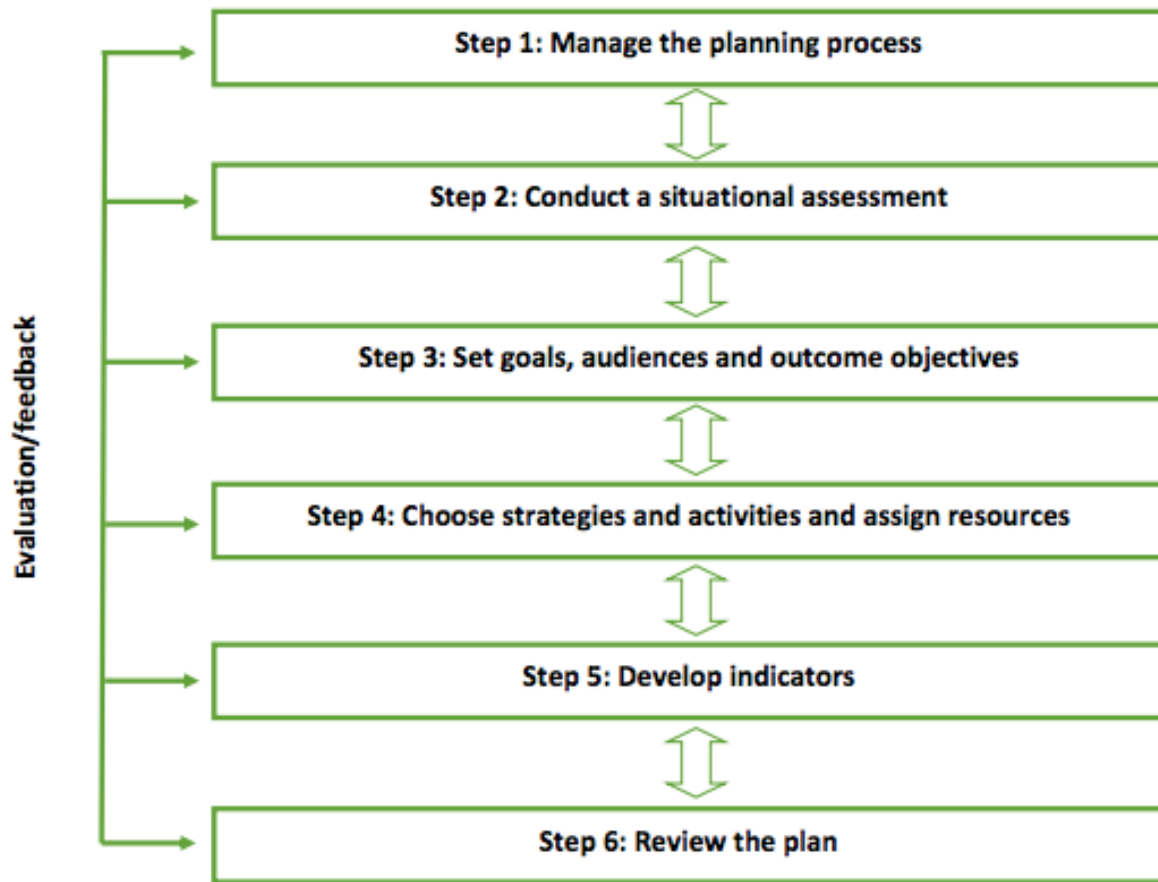 Step 1: Manage the planning process
Step 2: Conduct a situational assessment
Step 3: Set goals, audiences and outcome objectives
Step 4: Choose strategies and activities and assign resources
Step 5: Develop indicators
Step 6: Review the plan
Evaluation/feedback